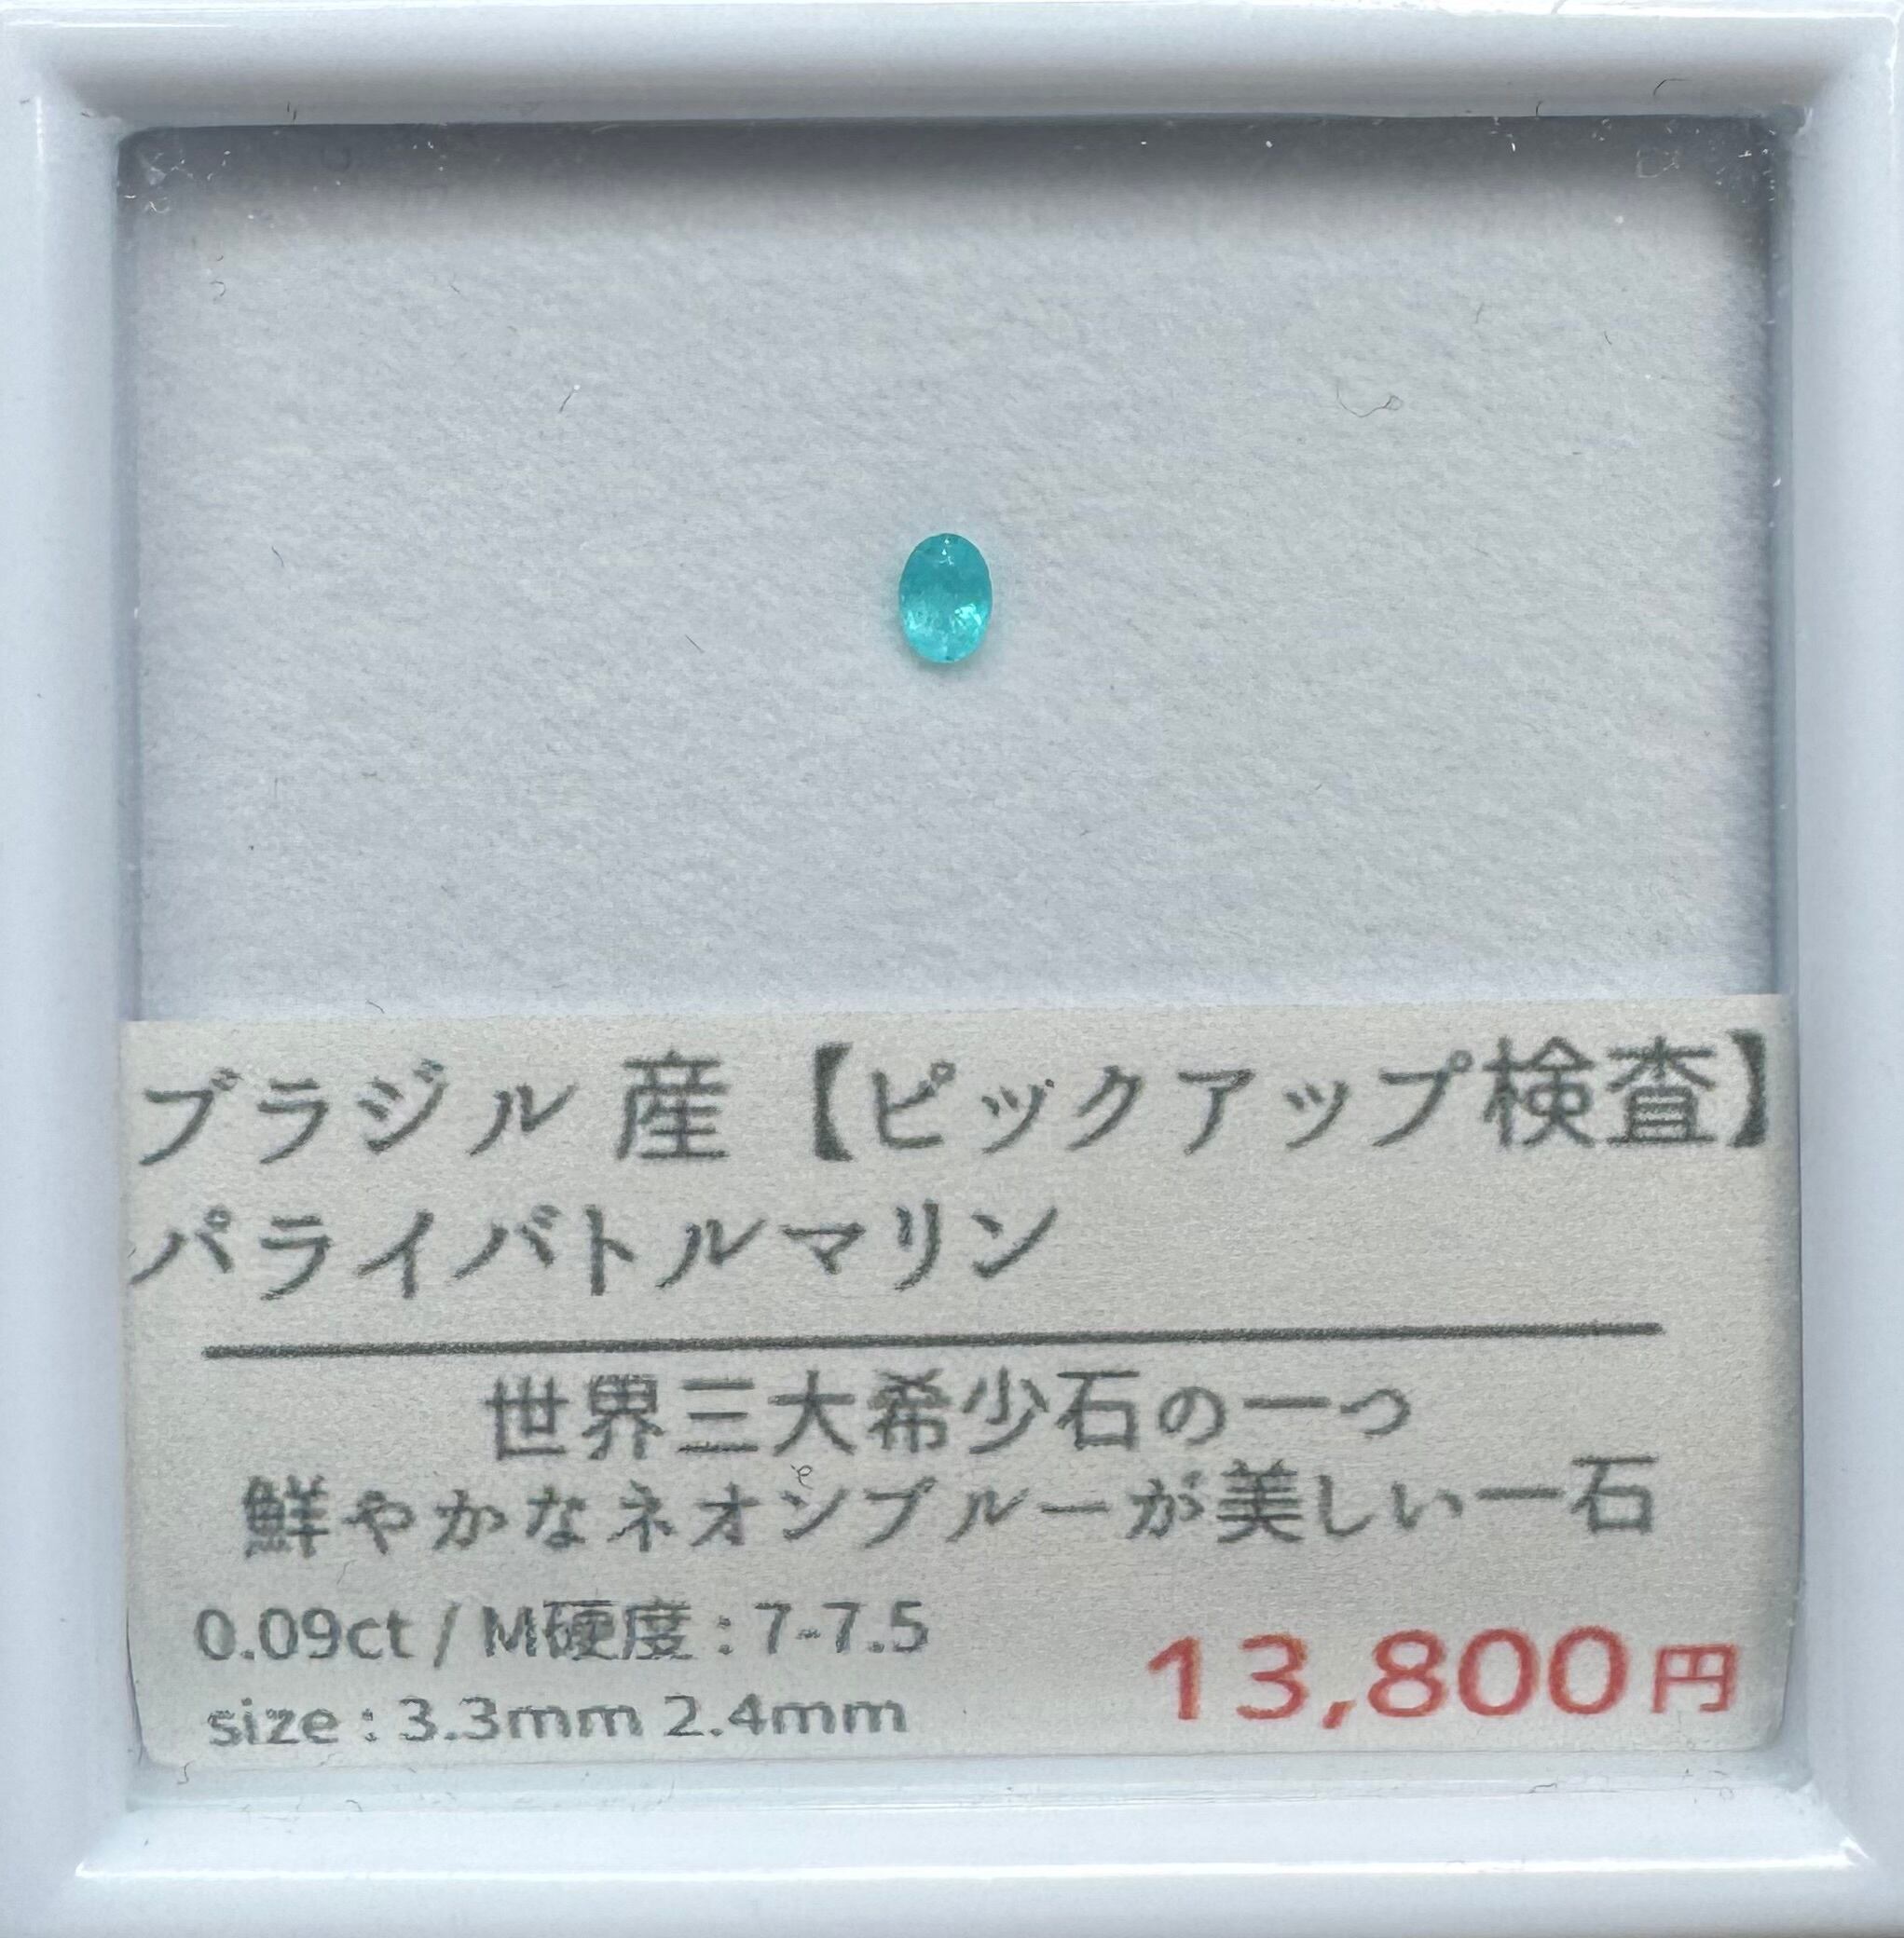 ブラジル 産【ピックアップ検査】
パライバトルマリン
世界三大希少石の一つ
鮮やかなネオンブルーが美しい一石
0.09ct / M硬度 : 7-7.5
size : 3.3mm 2.4mm
13,800円